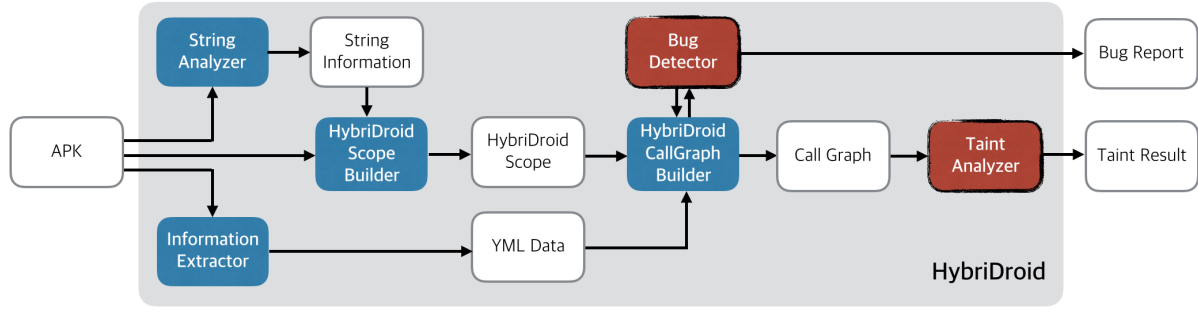 String
Analyzer
String
Information
Bug
Detector
Bug Report
APK
HybriDroid
Scope
Builder
HybriDroid
Scope
HybriDroid
CallGraph
Builder
Call Graph
Taint
Analyzer
Taint Result
Information
Extractor
YML Data
HybriDroid